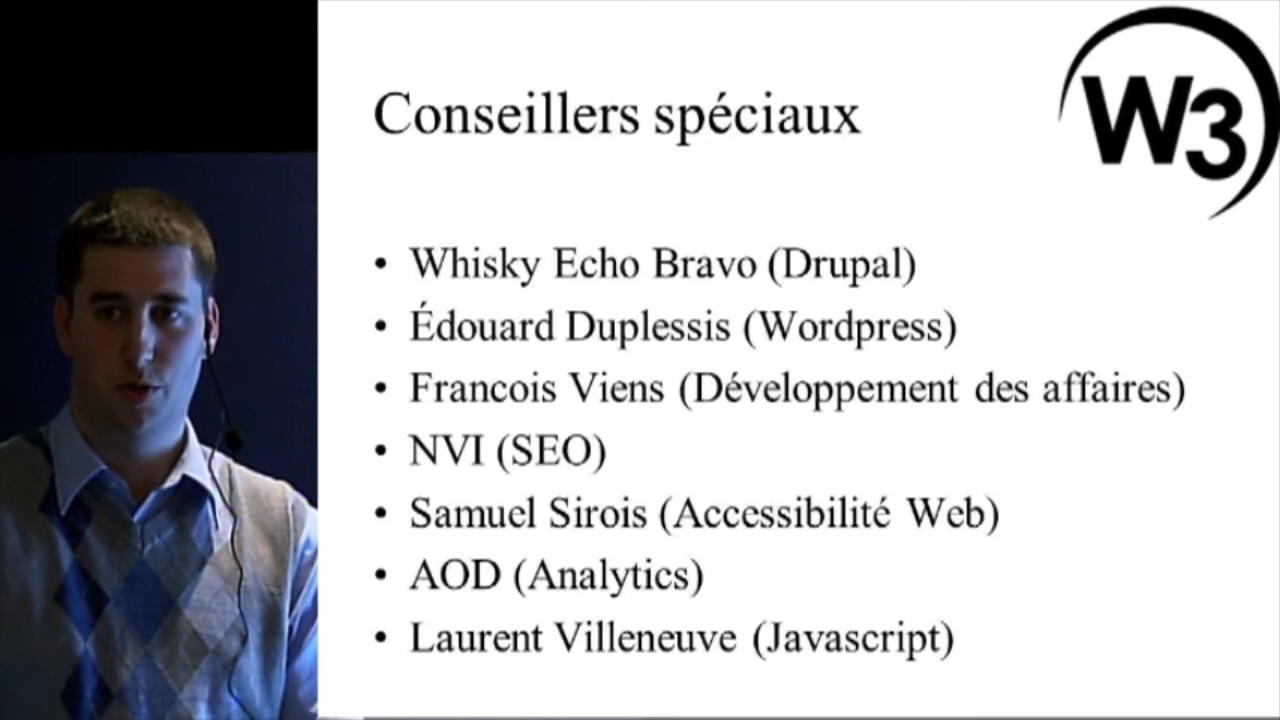 W3
Conseillers spéciaux
• Whisky Echo Bravo (Drupal)
• Édouard Duplessis (Wordpress)
• Francois Viens (Développement des affaires)
• NVI (SEO)
• Samuel Sirois (Accessibilité Web)
• AOD (Analytics)
• Laurent Villeneuve (Javascript)